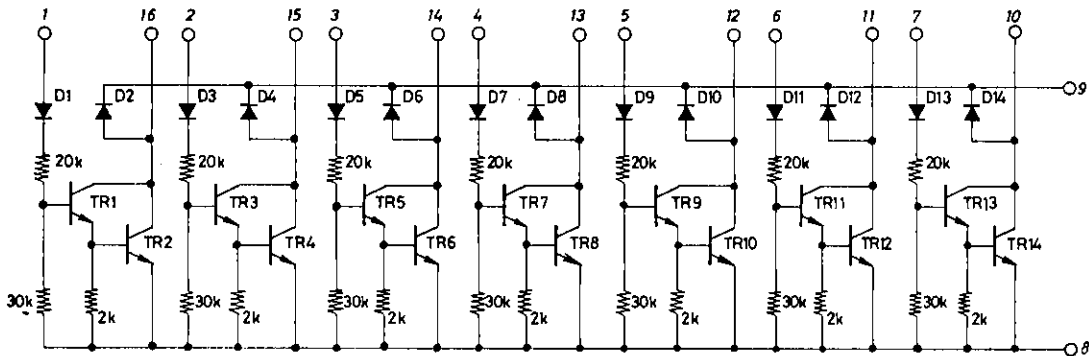 1 16 2 15 3 14 4 13 5 12 6 11 7 10
9
D1 D2 D3 D4 D5 D6 D7 D8 D9 D10 D11 D12 D13 D14
20k 20k 20k 20k 20k 20k 20k
TR1 TR3 TR5 TR7 TR9 TR11 TR13
TR2 TR4 TR6 TR8 TR10 TR12 TR14
30k 2k 30k 2k 30k 2k 30k 2k 30k 2k 30k 2k 30k 2k
8